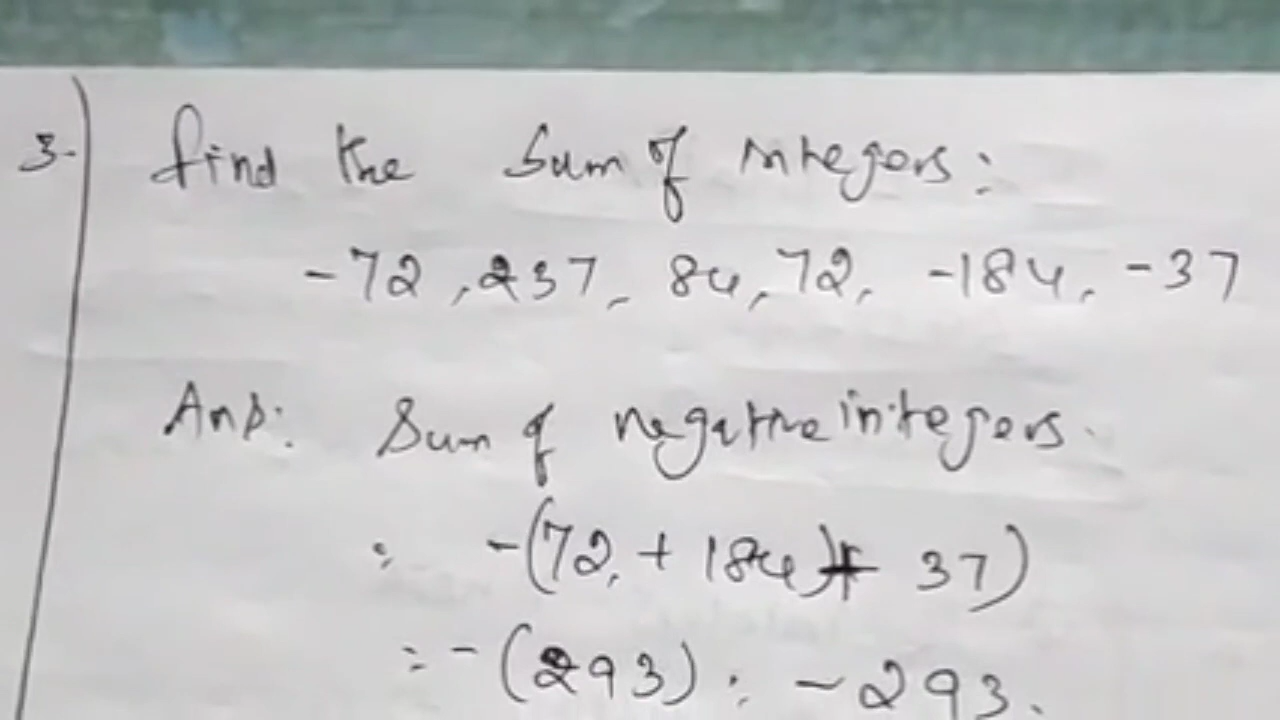 3. Find the Sum of integers:
-72, 237, 84, 72, -184, -37
Ans: Sum of negative integers.
= -(72 + 184 + 37)
= -(293) = -293.